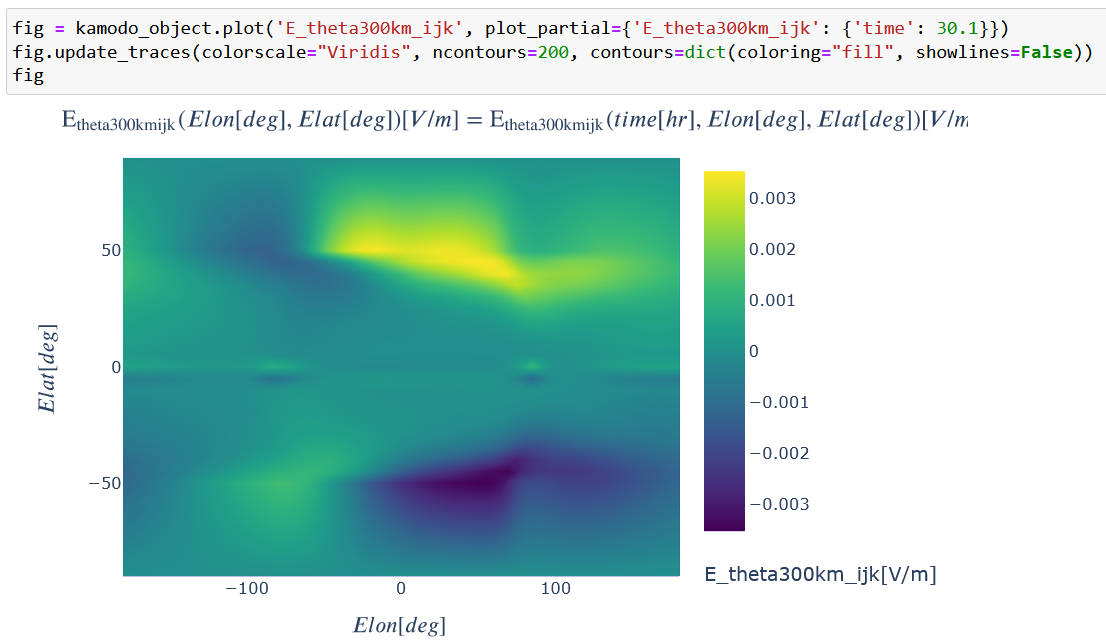 fig = kamodo_object.plot('E_theta300km_ijk', plot_partial={'E_theta300km_ijk': {'time': 30.1}})
fig.update_traces(colorscale="Viridis", ncontours=200, contours=dict(coloring="fill", showlines=False))
fig
E_theta300kmijk(Elon[deg], Elat[deg])[V/m] = E_theta300kmijk(time[hr], Elon[deg], Elat[deg])[V/m
50
0
−50
Elat[deg]
−100
0
100
Elon[deg]
0.003
0.002
0.001
0
−0.001
−0.002
−0.003
E_theta300km_ijk[V/m]